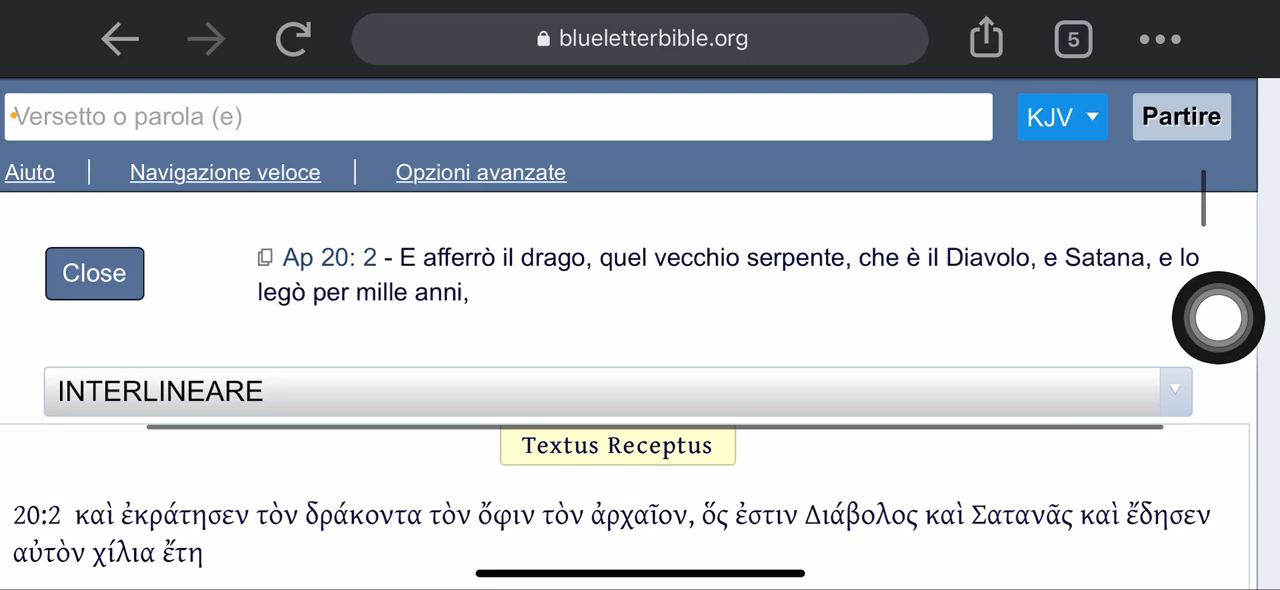 blueletterbible.org
5
Versetto o parola (e)
KJV
Partire
Aiuto | Navigazione veloce | Opzioni avanzate
Close
Ap 20: 2 - E afferrò il drago, quel vecchio serpente, che è il Diavolo, e Satana, e lo
legò per mille anni,
INTERLINEARE
Textus Receptus
20:2 καὶ ἐκράτησεν τὸν δράκοντα τὸν ὄφιν τὸν ἀρχαῖον, ὅς ἐστιν Διάβολος καὶ Σατανᾶς καὶ ἔδησεν
αὐτὸν χίλια ἔτη